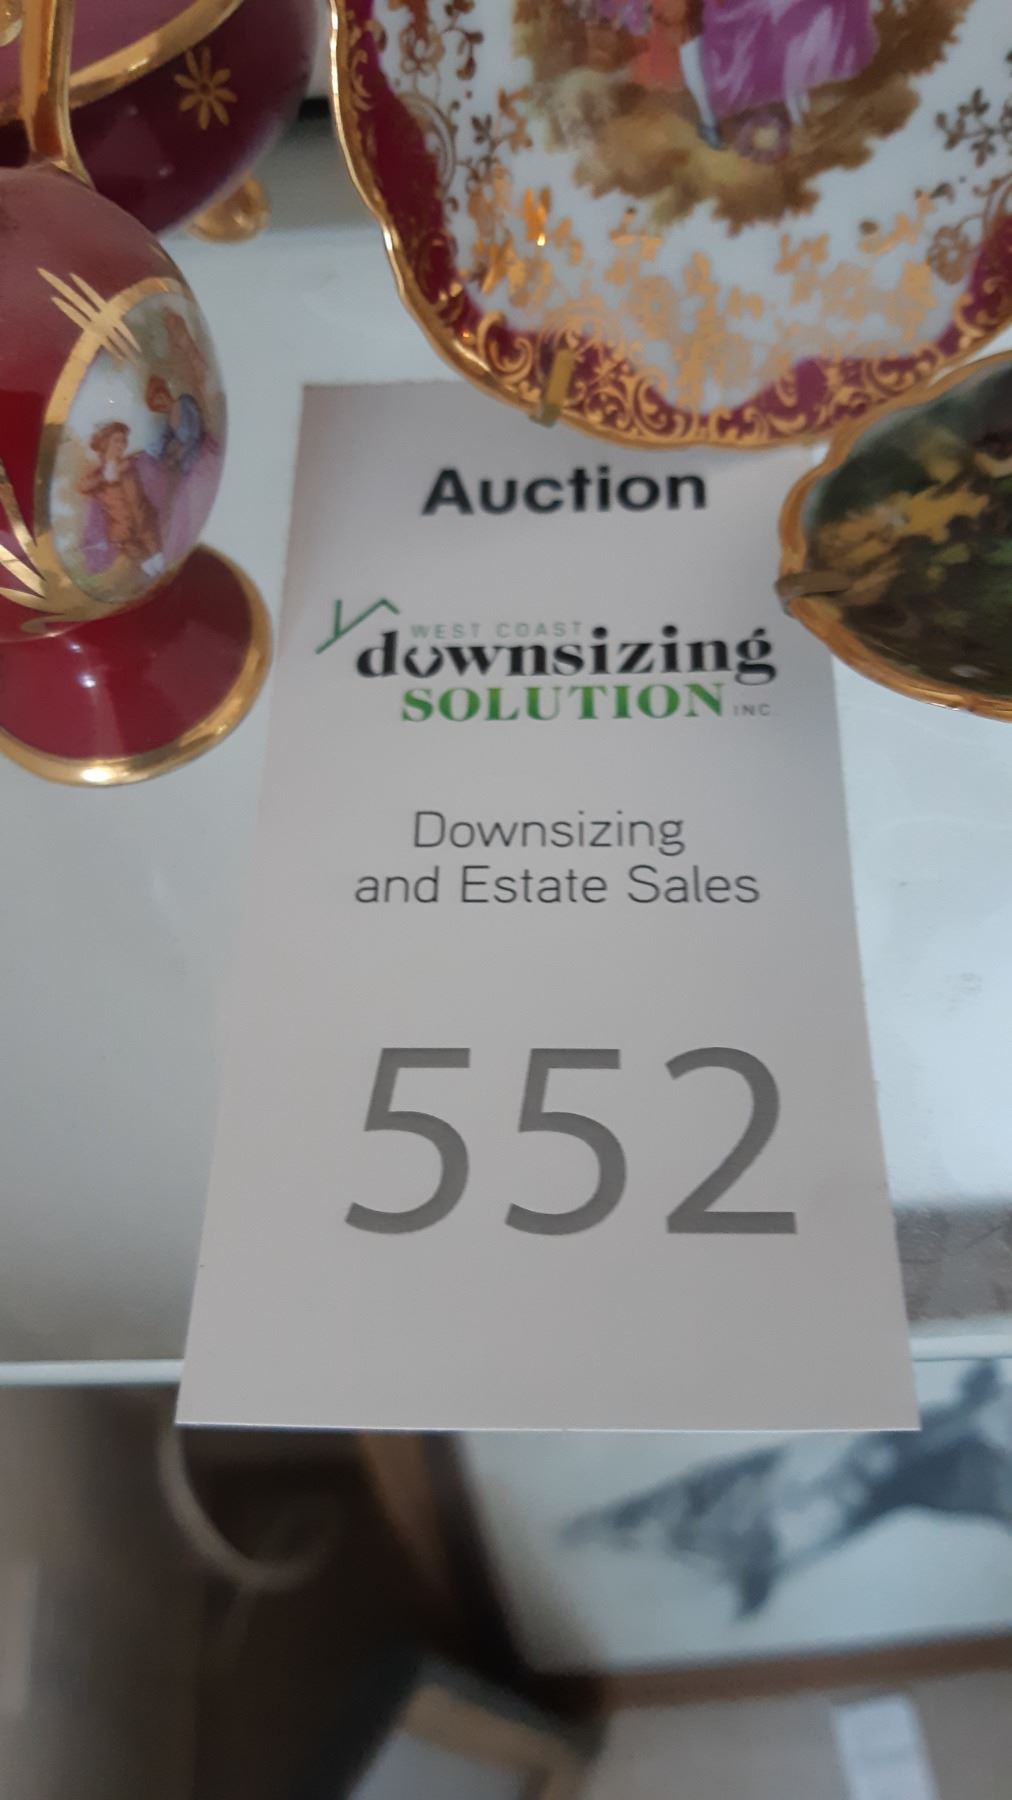 Auction
WEST COAST
downsizing
SOLUTION INC.
Downsizing
and Estate Sales
552